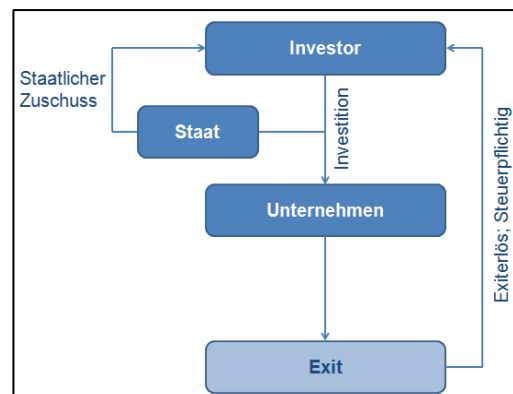 Investor
Staatlicher
Zuschuss
Staat
Investition
Unternehmen
Exiterlös; Steuerpflichtig
Exit